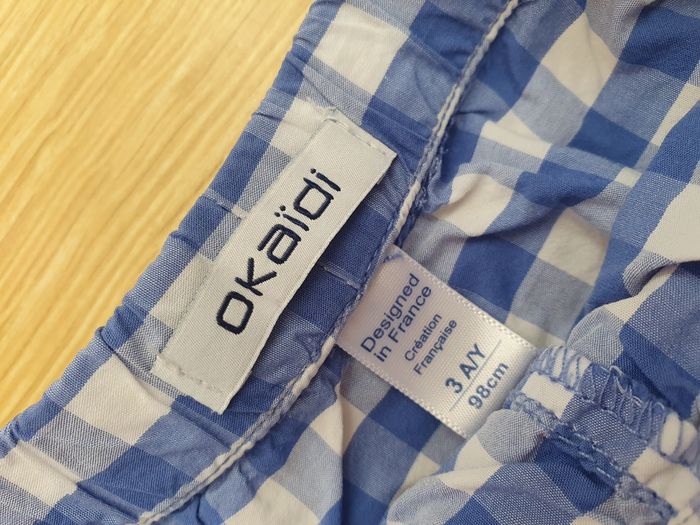 OKAÏDI
Designed
in France
Création
Française
3 A/Y
98cm